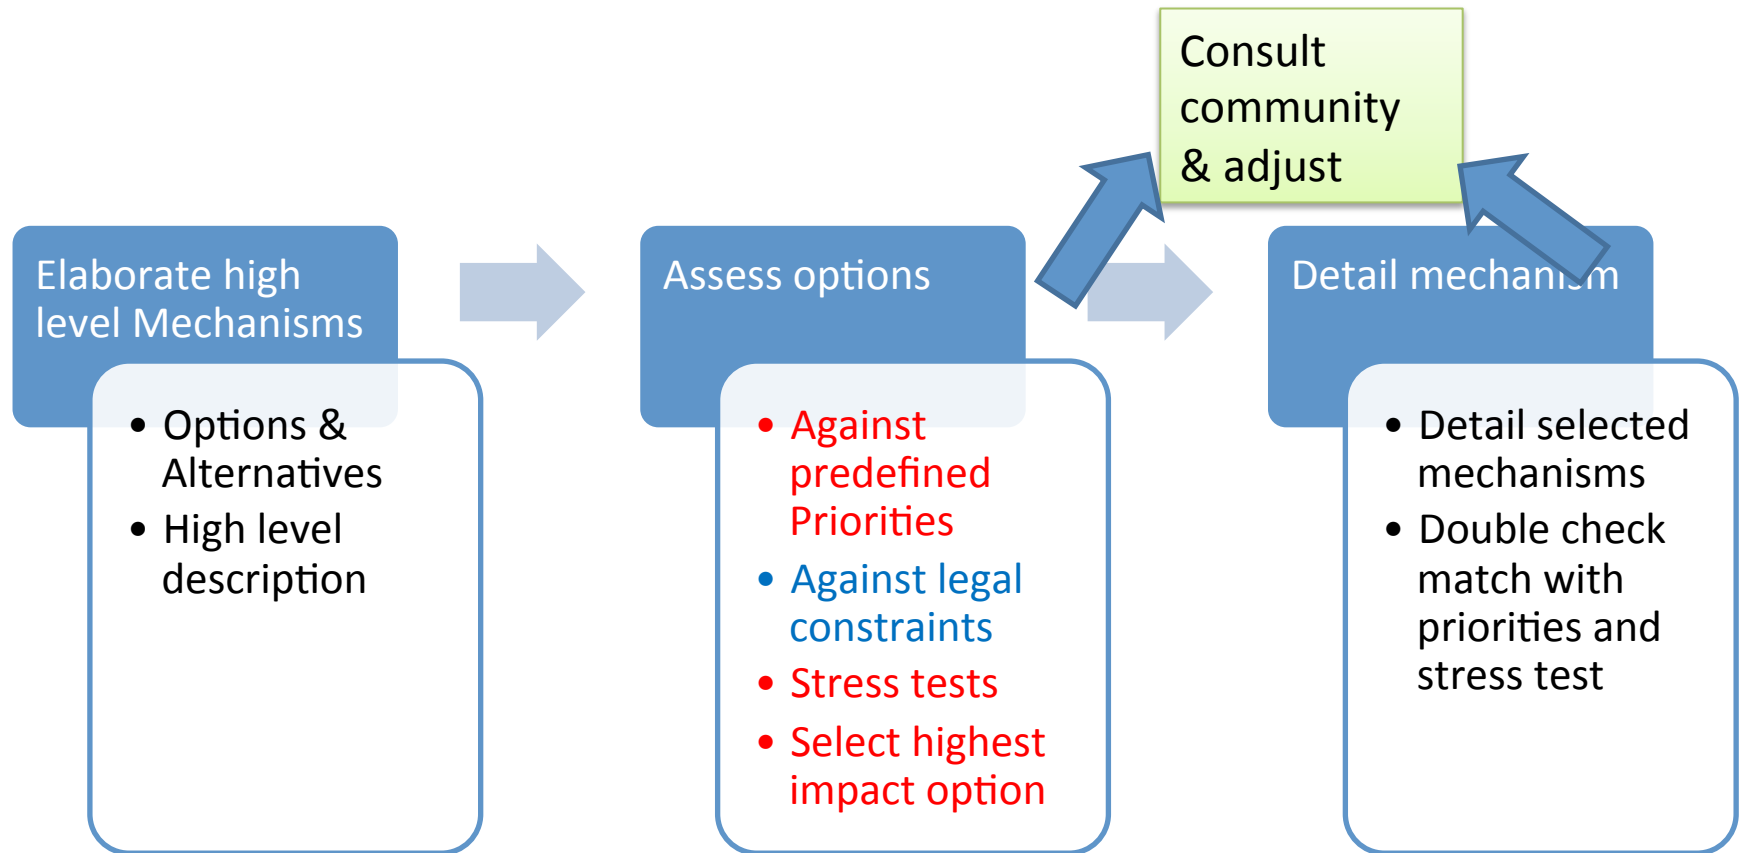 Consult
community
& adjust
Elaborate high
level Mechanisms
• Options &
Alternatives
• High level
description
Assess options
• Against
predefined
Priorities
• Against legal
constraints
• Stress tests
• Select highest
impact option
Detail mechanism
• Detail selected
mechanisms
• Double check
match with
priorities and
stress test